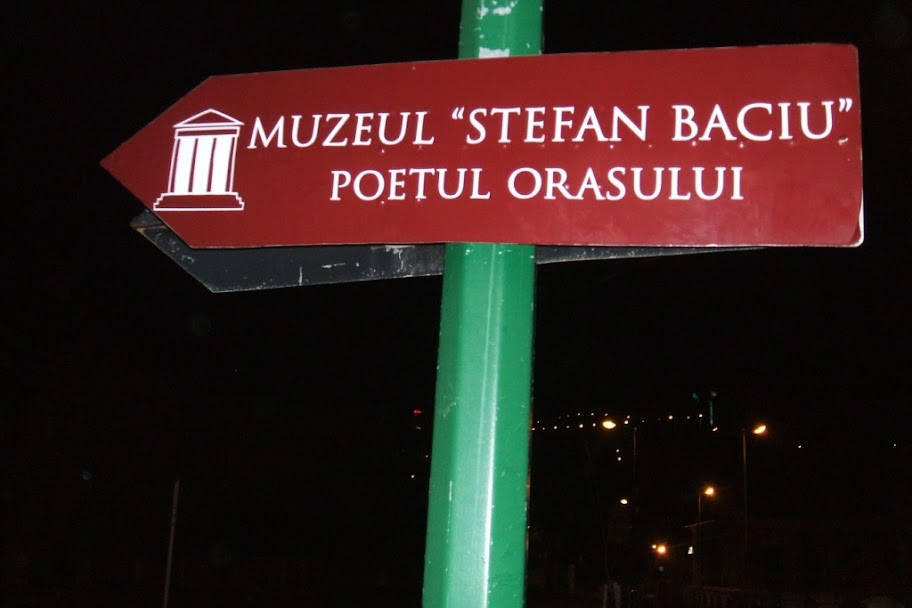 MUZEUL “STEFAN BACIU”
POETUL ORASULUI